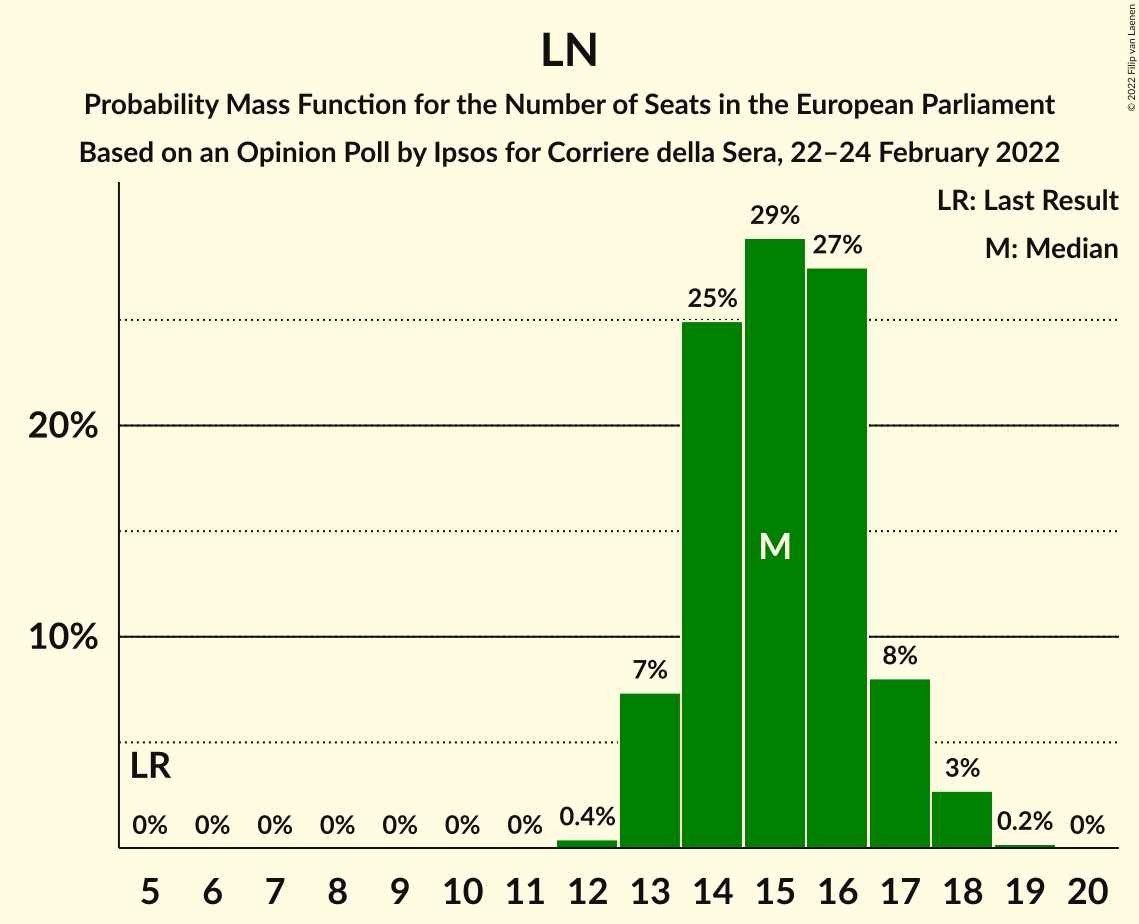 LN
Probability Mass Function for the Number of Seats in the European Parliament
Based on an Opinion Poll by Ipsos for Corriere della Sera, 22–24 February 2022
© 2022 Filip van Laenen
LR: Last Result
M: Median
29%
27%
25%
20%
M
10%
7%
8%
LR
3%
0% 0% 0% 0% 0% 0% 0% 0.4% 0.2% 0%
5 6 7 8 9 10 11 12 13 14 15 16 17 18 19 20